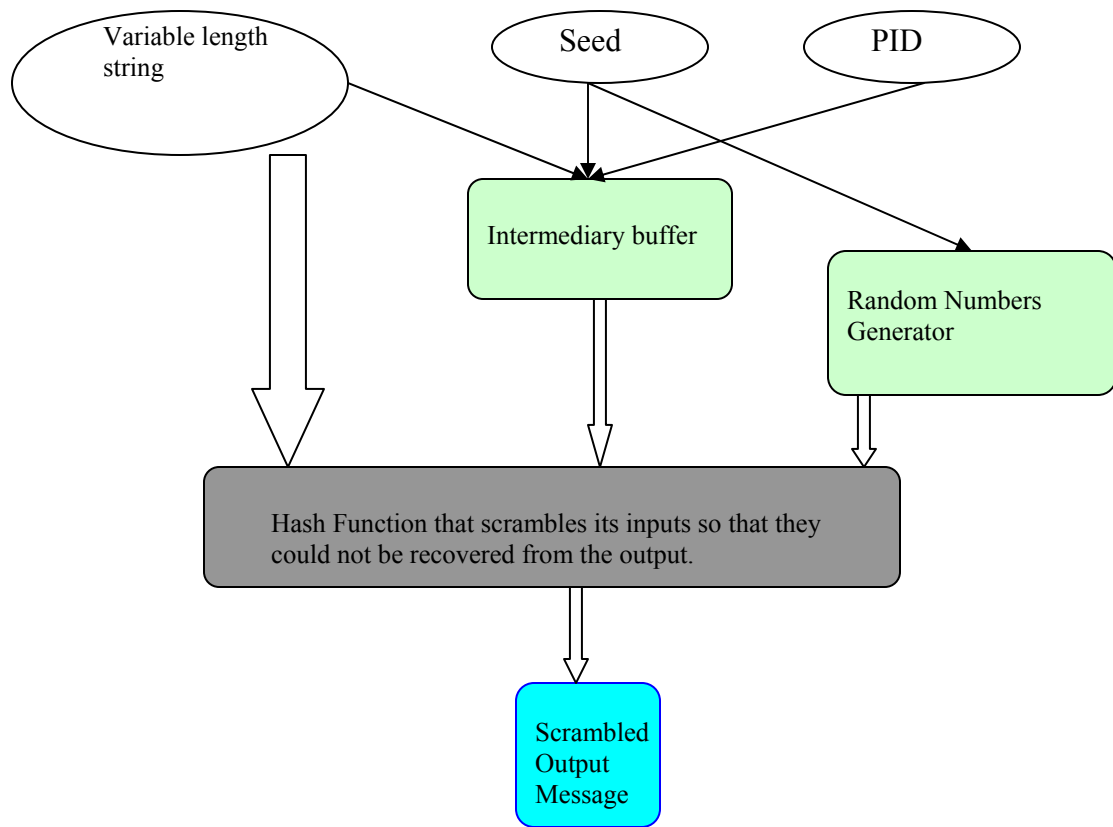 Variable length
string
Seed
PID
Intermediary buffer
Random Numbers
Generator
Hash Function that scrambles its inputs so that they
could not be recovered from the output.
Scrambled
Output
Message